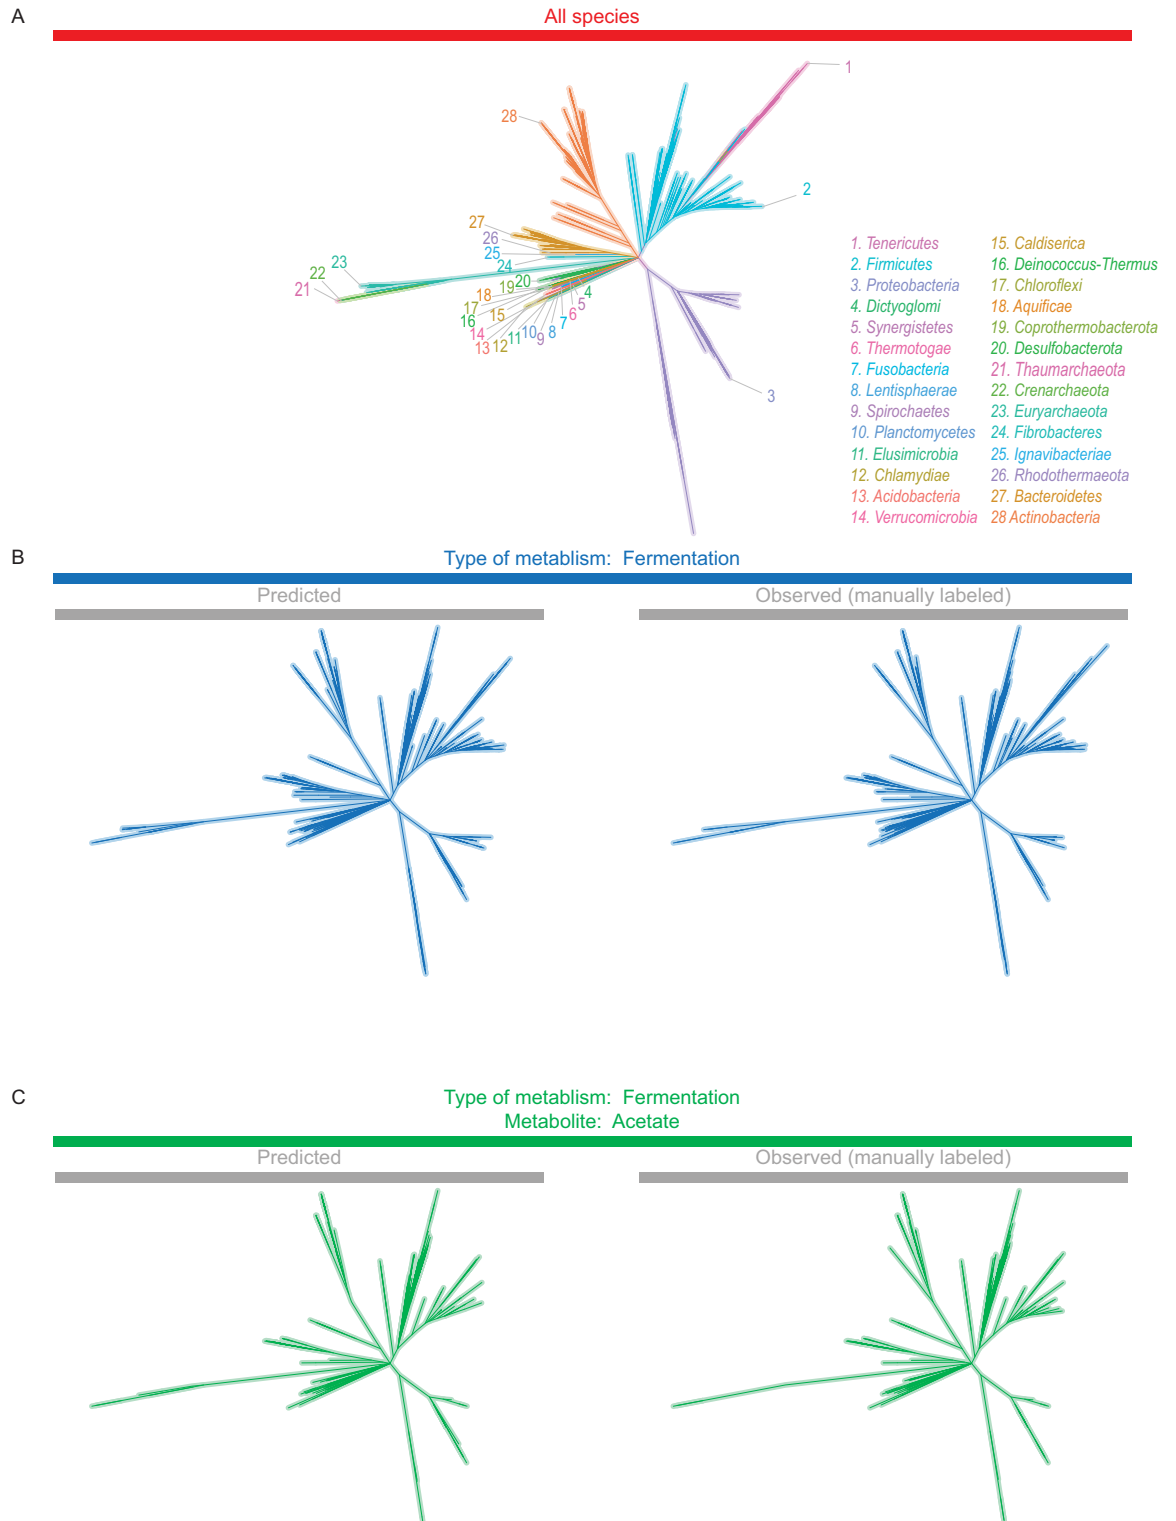 A
All species
1
28
2
27
26
25
24
23
22
21
20
19
18
17
16
15
14
13
12
11
10
9
8
7
6
5
4
3
1. Tenericutes
2. Firmicutes
3. Proteobacteria
4. Dictyoglomi
5. Synergistetes
6. Thermotogae
7. Fusobacteria
8. Lentisphaerae
9. Spirochaetes
10. Planctomycetes
11. Elusimicrobia
12. Chlamydiae
13. Acidobacteria
14. Verrucomicrobia
15. Caldiserica
16. Deinococcus-Thermus
17. Chloroflexi
18. Aquificae
19. Coprothermobacterota
20. Desulfobacterota
21. Thaumarchaeota
22. Crenarchaeota
23. Euryarchaeota
24. Fibrobacteres
25. Ignavibacteriae
26. Rhodothermaeota
27. Bacteroidetes
28 Actinobacteria
B
Type of metablism: Fermentation
Predicted
Observed (manually labeled)
C
Type of metablism: Fermentation
Metabolite: Acetate
Predicted
Observed (manually labeled)